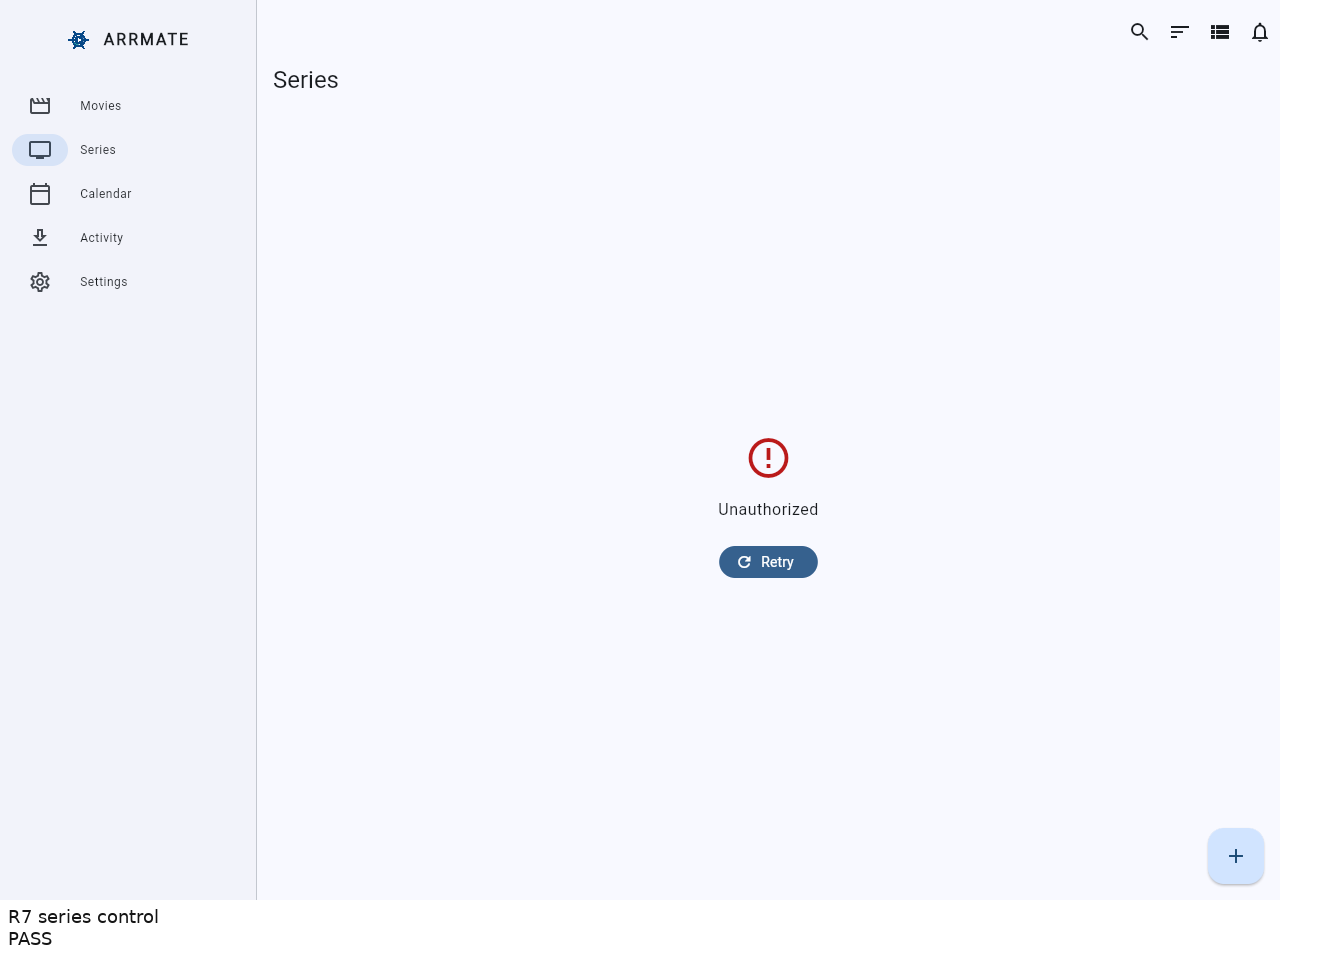 ARRMATE
Movies
Series
Calendar
Activity
Settings
Series
Unauthorized
Retry
R7 series control
PASS